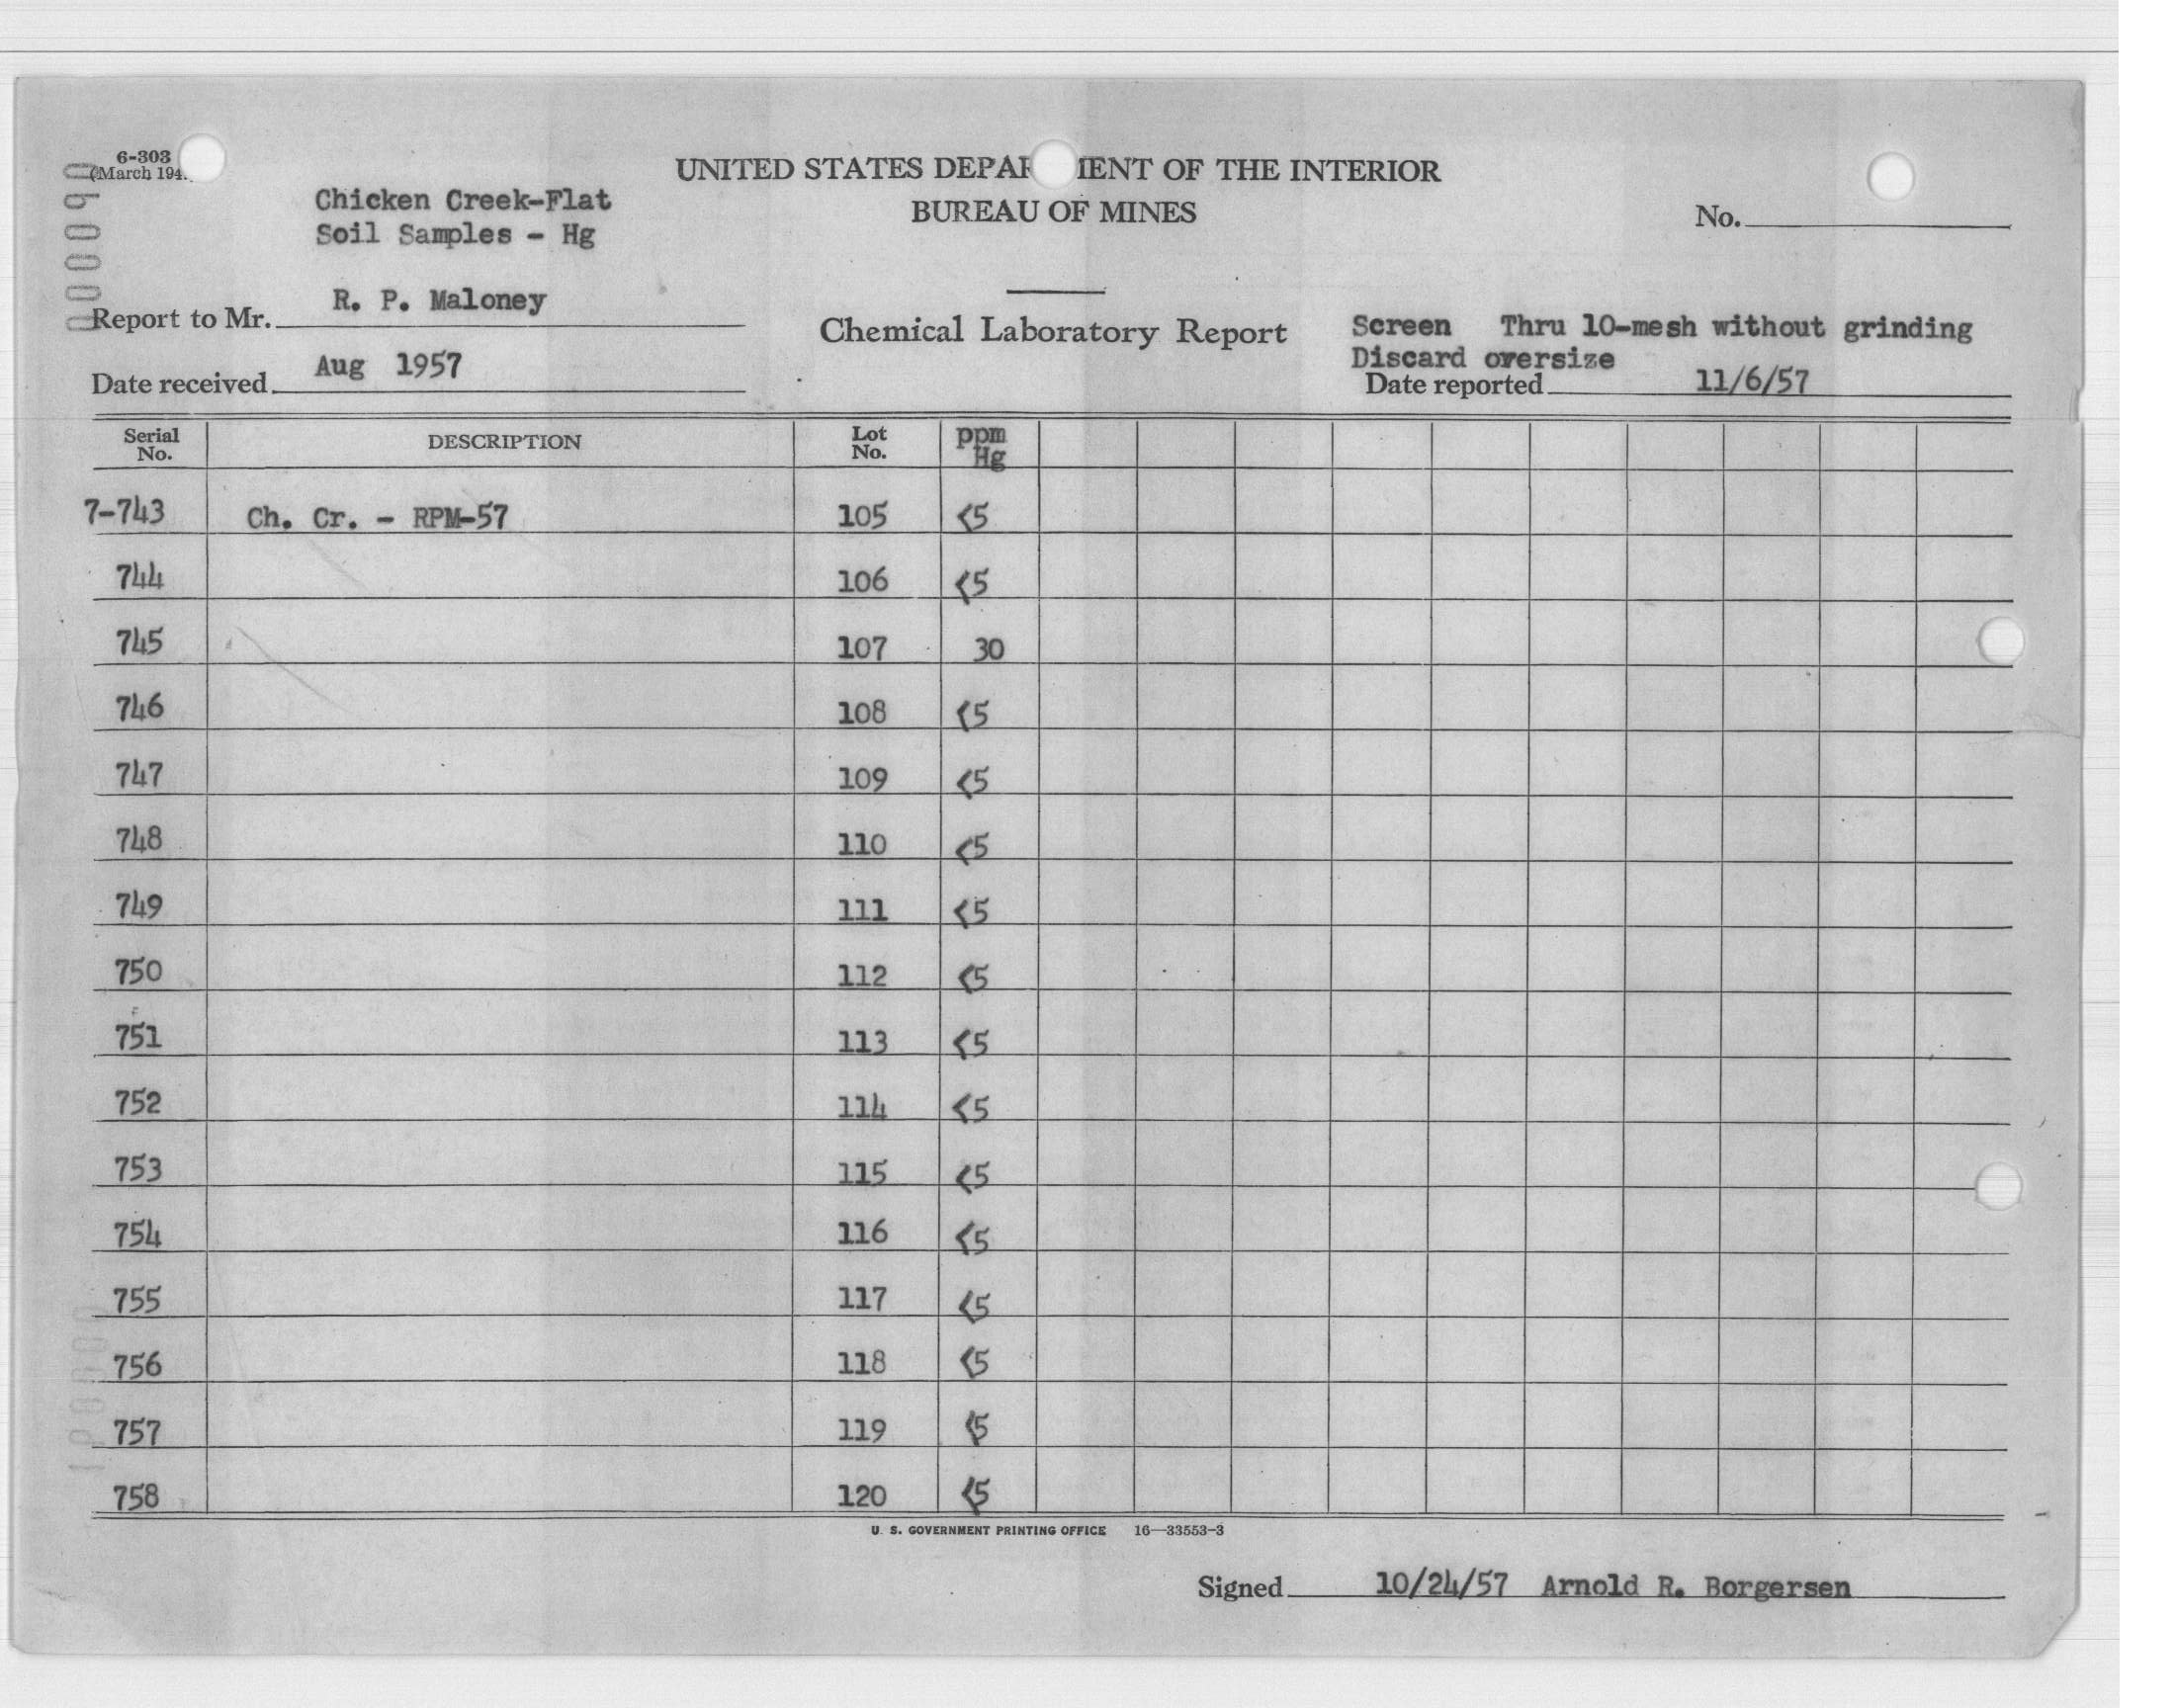 6-303
(March 194
000090
UNITED STATES DEPAR MENT OF THE INTERIOR
BUREAU OF MINES
Chicken Creek-Flat
Soil Samples - Hg
No.
Report to Mr. R. P. Maloney
Chemical Laboratory Report
Screen Thru 10-mesh without grinding
Discard oversize
Date received Aug 1957
Date reported 11/6/57
Serial No. DESCRIPTION Lot No. ppm Hg
7-743 Ch. Cr. - RPM-57 105 <5
744 106 <5
745 107 30
746 108 <5
747 109 <5
748 110 <5
749 111 <5
750 112 <5
751 113 <5
752 114 <5
753 115 <5
754 116 <5
755 117 <5
756 118 <5
757 119 <5
758 120 <5
U. S. GOVERNMENT PRINTING OFFICE 16—33553-3
Signed 10/24/57 Arnold R. Borgersen